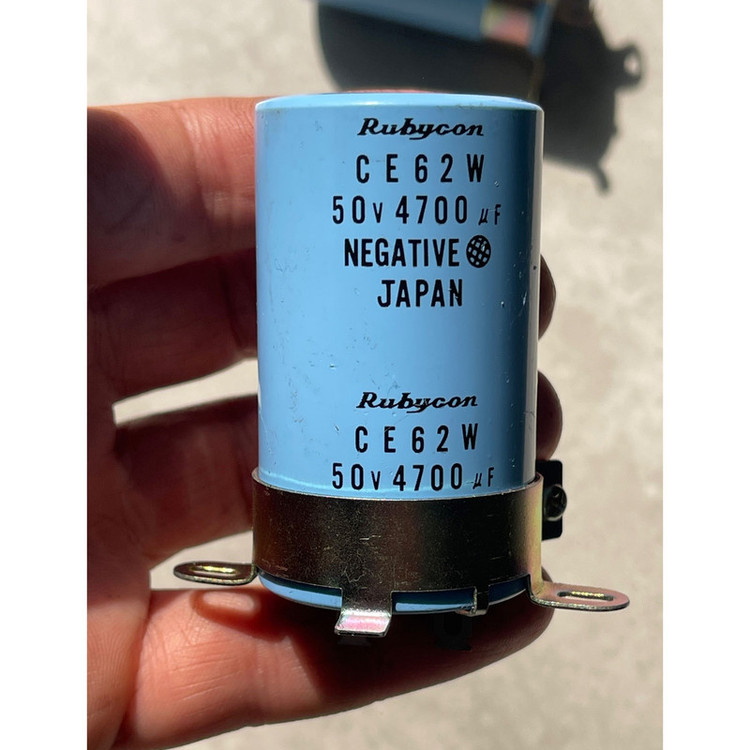 Rubycon
CE62W
50V 4700 μF
NEGATIVE
JAPAN
Rubycon
CE62W
50V 4700 μF